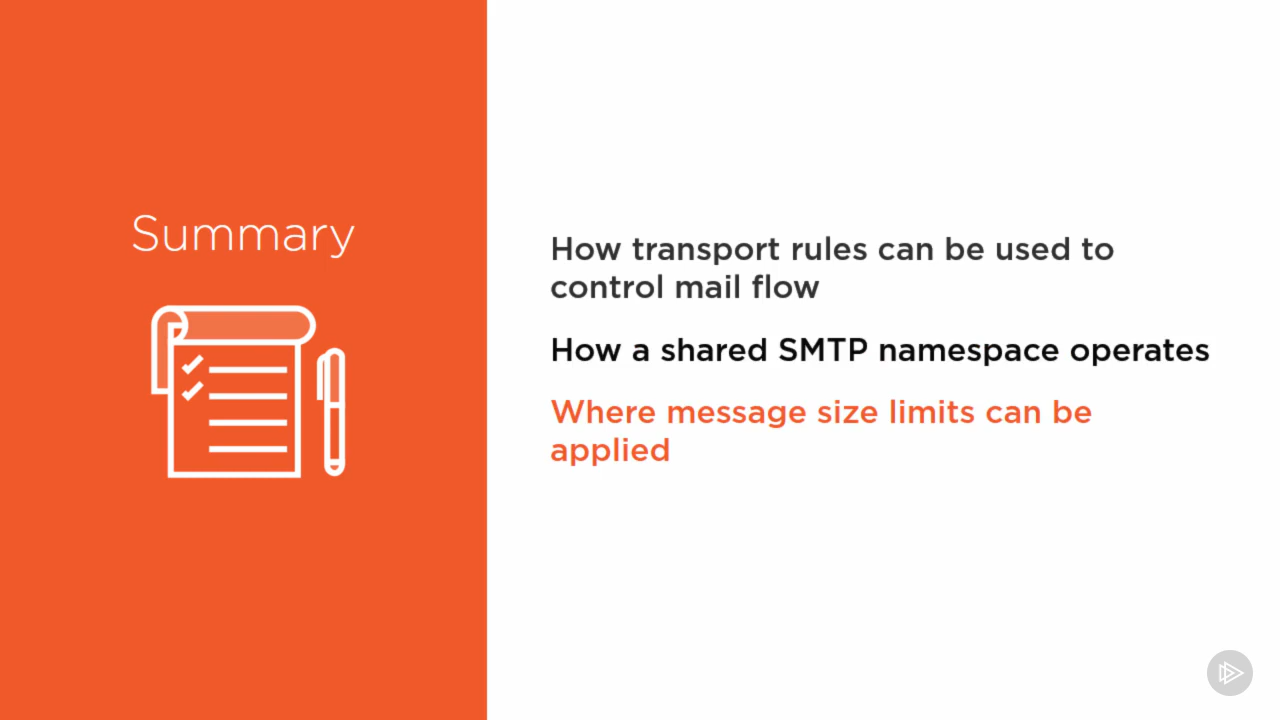 Summary
How transport rules can be used to
control mail flow
How a shared SMTP namespace operates
Where message size limits can be
applied